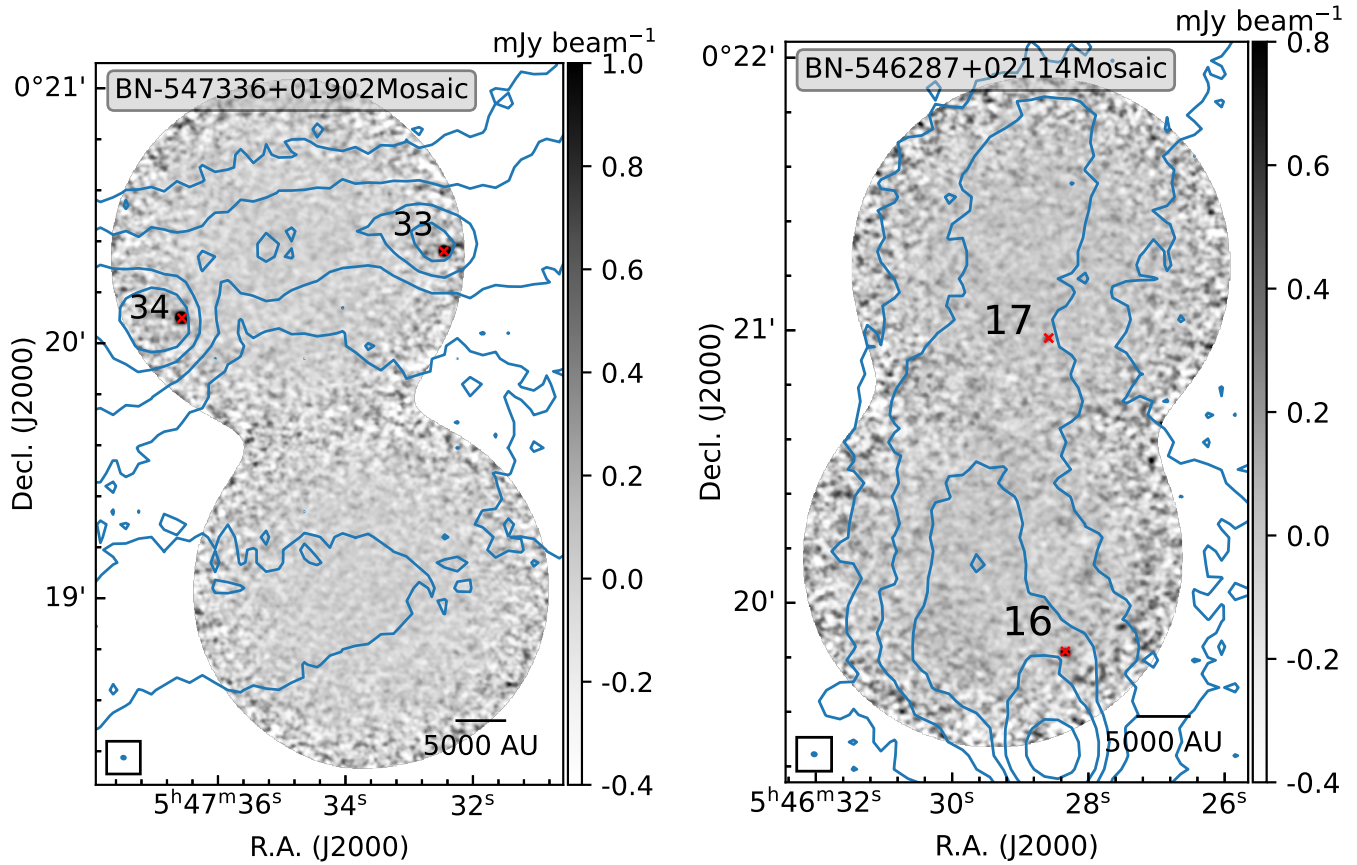 mJy beam⁻¹
BN-547336+01902Mosaic
0°21'
20'
19'
Decl. (J2000)
33
34
5000 AU
5ʰ47ᵐ36ˢ
34ˢ
32ˢ
R.A. (J2000)
1.0
0.8
0.6
0.4
0.2
0.0
-0.2
-0.4
mJy beam⁻¹
BN-546287+02114Mosaic
0°22'
21'
20'
Decl. (J2000)
17
16
5000 AU
5ʰ46ᵐ32ˢ
30ˢ
28ˢ
26ˢ
R.A. (J2000)
0.8
0.6
0.4
0.2
0.0
-0.2
-0.4